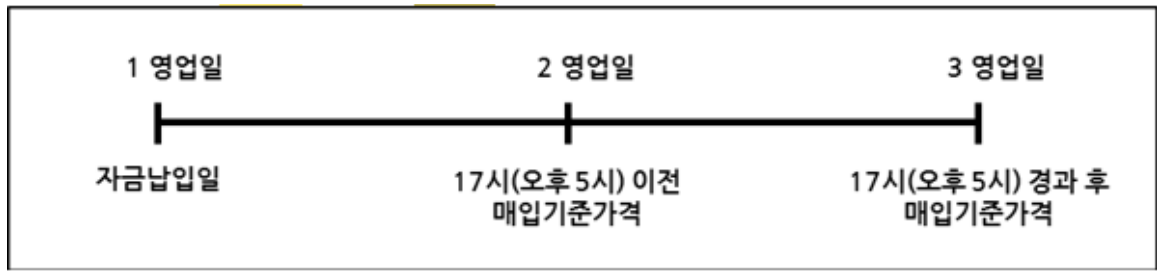 1 영업일
2 영업일
3 영업일
자금납입일
17시(오후 5시) 이전
매입기준가격
17시(오후 5시) 경과 후
매입기준가격